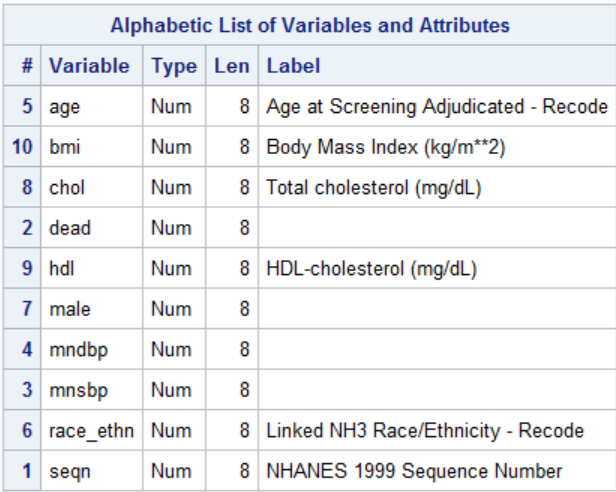 Alphabetic List of Variables and Attributes
# Variable Type Len Label
5 age Num 8 Age at Screening Adjudicated - Recode
10 bmi Num 8 Body Mass Index (kg/m**2)
8 chol Num 8 Total cholesterol (mg/dL)
2 dead Num 8
9 hdl Num 8 HDL-cholesterol (mg/dL)
7 male Num 8
4 mndbp Num 8
3 mnsbp Num 8
6 race_ethn Num 8 Linked NH3 Race/Ethnicity - Recode
1 seqn Num 8 NHANES 1999 Sequence Number